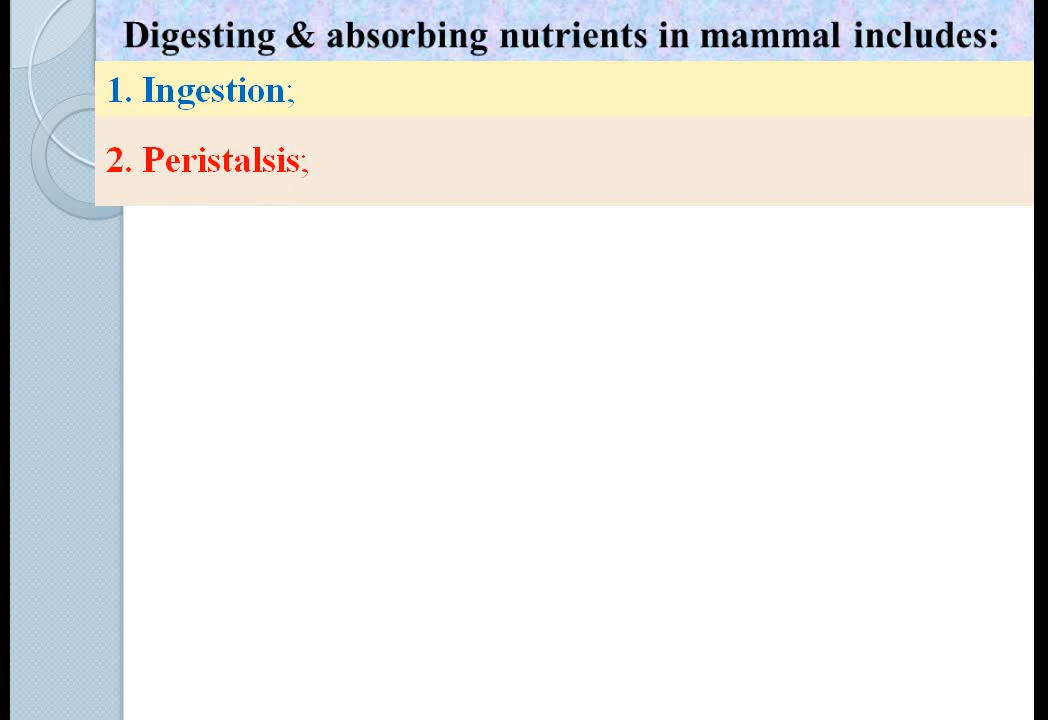 Digesting & absorbing nutrients in mammal includes:
1. Ingestion;
2. Peristalsis;